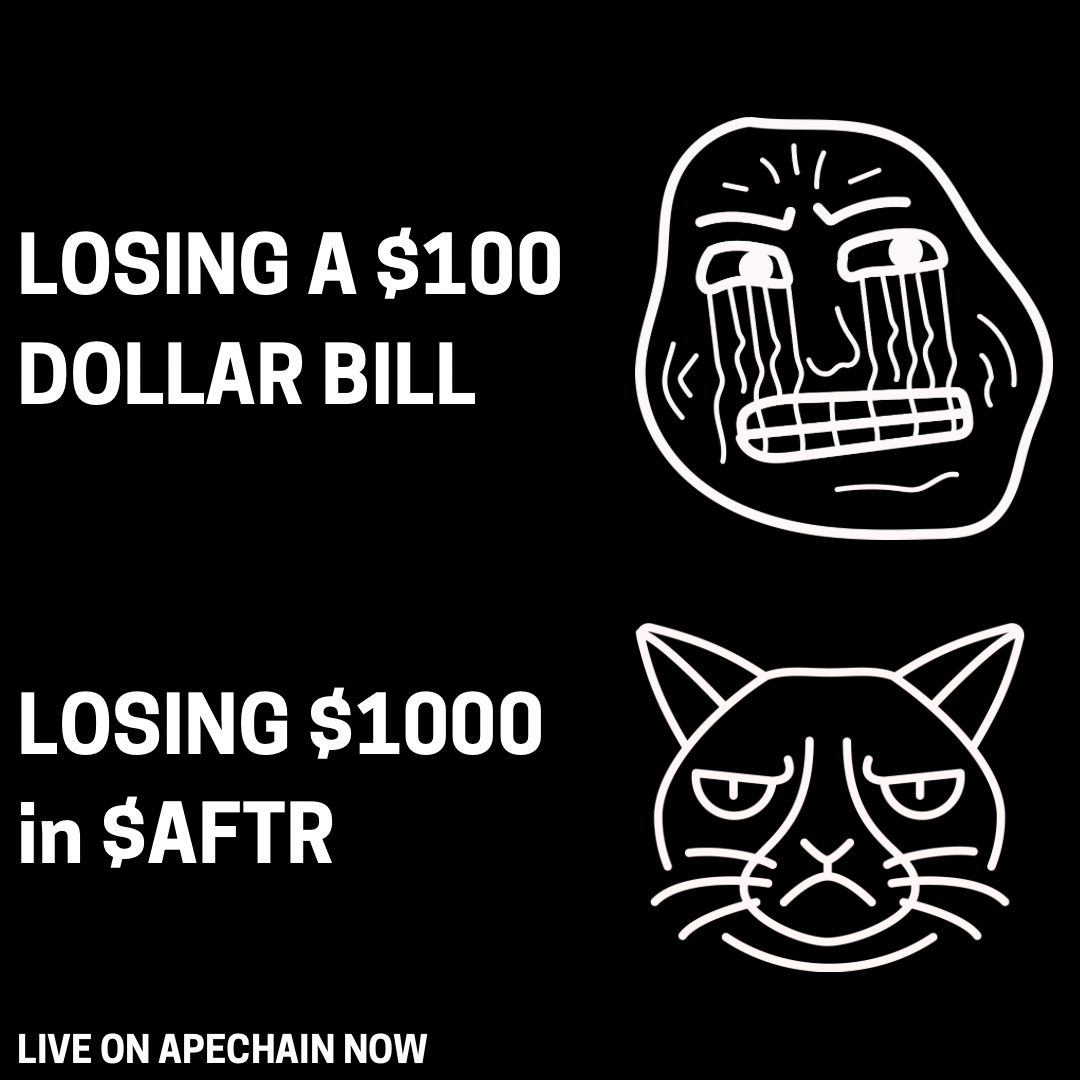 LOSING A $100
DOLLAR BILL
LOSING $1000
in $AFTR
LIVE ON APECHAIN NOW